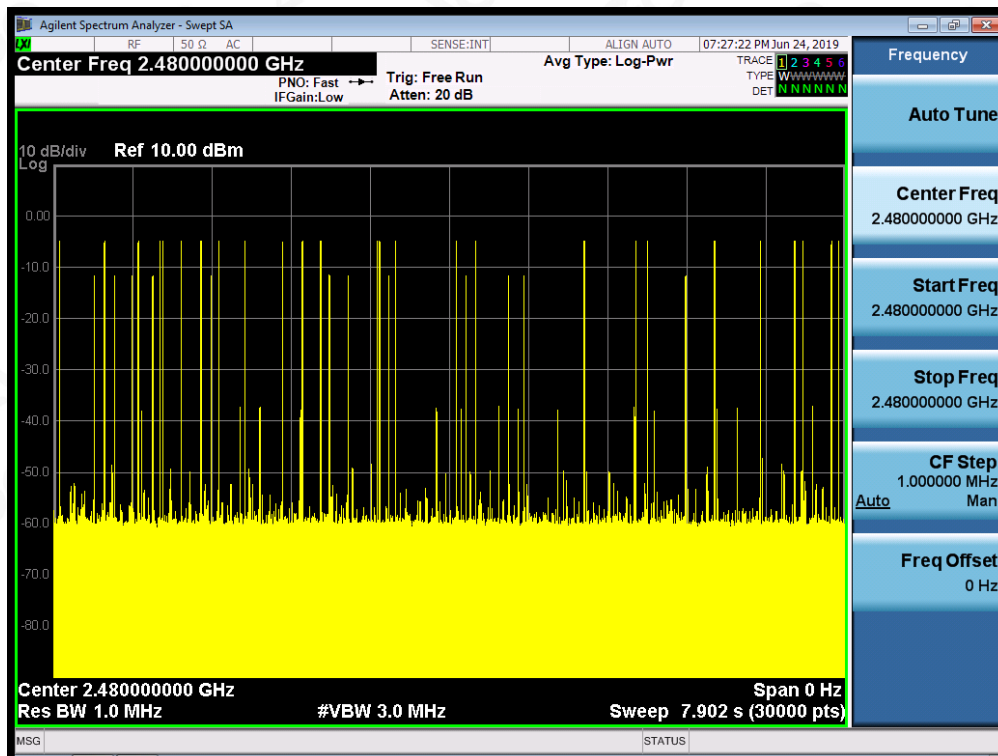 Agilent Spectrum Analyzer - Swept SA
LXI RF 50 Ω AC SENSE:INT ALIGN AUTO 07:27:22 PM Jun 24, 2019
Center Freq 2.480000000 GHz
PNO: Fast
IFGain:Low
Trig: Free Run
Atten: 20 dB
Avg Type: Log-Pwr
TRACE 1 2 3 4 5 6
TYPE WWWWWW
DET N N N N N N
10 dB/div
Log
Ref 10.00 dBm
0.00
-10.0
-20.0
-30.0
-40.0
-50.0
-60.0
-70.0
-80.0
Center 2.480000000 GHz
Span 0 Hz
Res BW 1.0 MHz
#VBW 3.0 MHz
Sweep 7.902 s (30000 pts)
MSG
STATUS
Frequency
Auto Tune
Center Freq
2.480000000 GHz
Start Freq
2.480000000 GHz
Stop Freq
2.480000000 GHz
CF Step
1.000000 MHz
Auto Man
Freq Offset
0 Hz